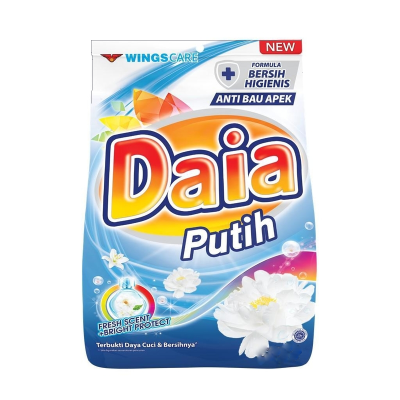 WINGSCARE
NEW
FORMULA
BERSIH
HIGIENIS
ANTI BAU APEK
Daia
Putih
FRESH SCENT
+BRIGHT PROTECT
Terbukti Daya Cuci & Bersihnya*